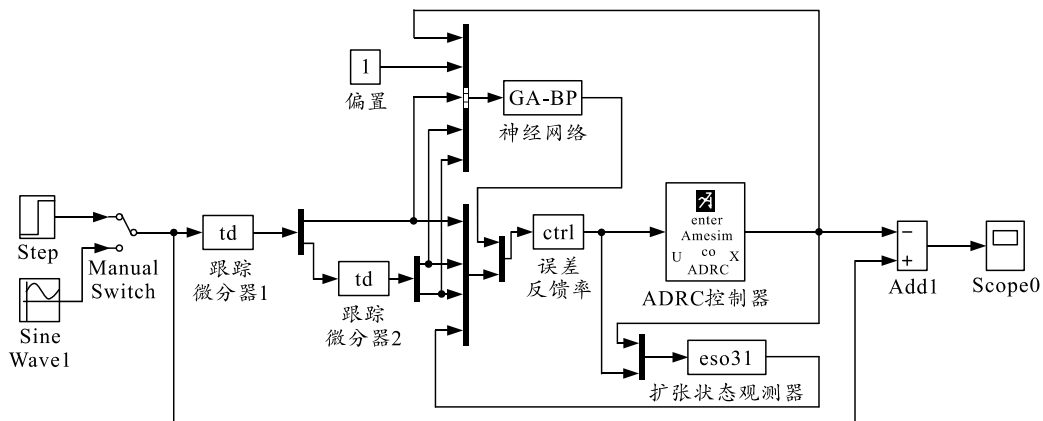 1
偏置
GA-BP
神经网络
Step
Manual
Switch
Sine
Wave1
td
跟踪
微分器1
td
跟踪
微分器2
ctrl
误差
反馈率
enter
Amesim
co
U X
ADRC
ADRC控制器
eso31
扩张状态观测器
−
+
Add1
Scope0